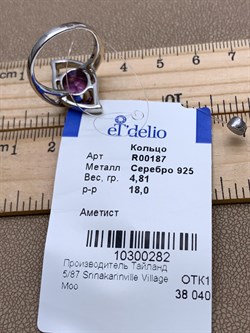 el delio
Кольцо
Арт R00187
Металл Серебро 925
Вес, гр. 4,81
р-р 18,0
Аметист
10300282
Производитель Тайланд
5/87 Srinakarinville Village
Moo
ОТК1
38 040